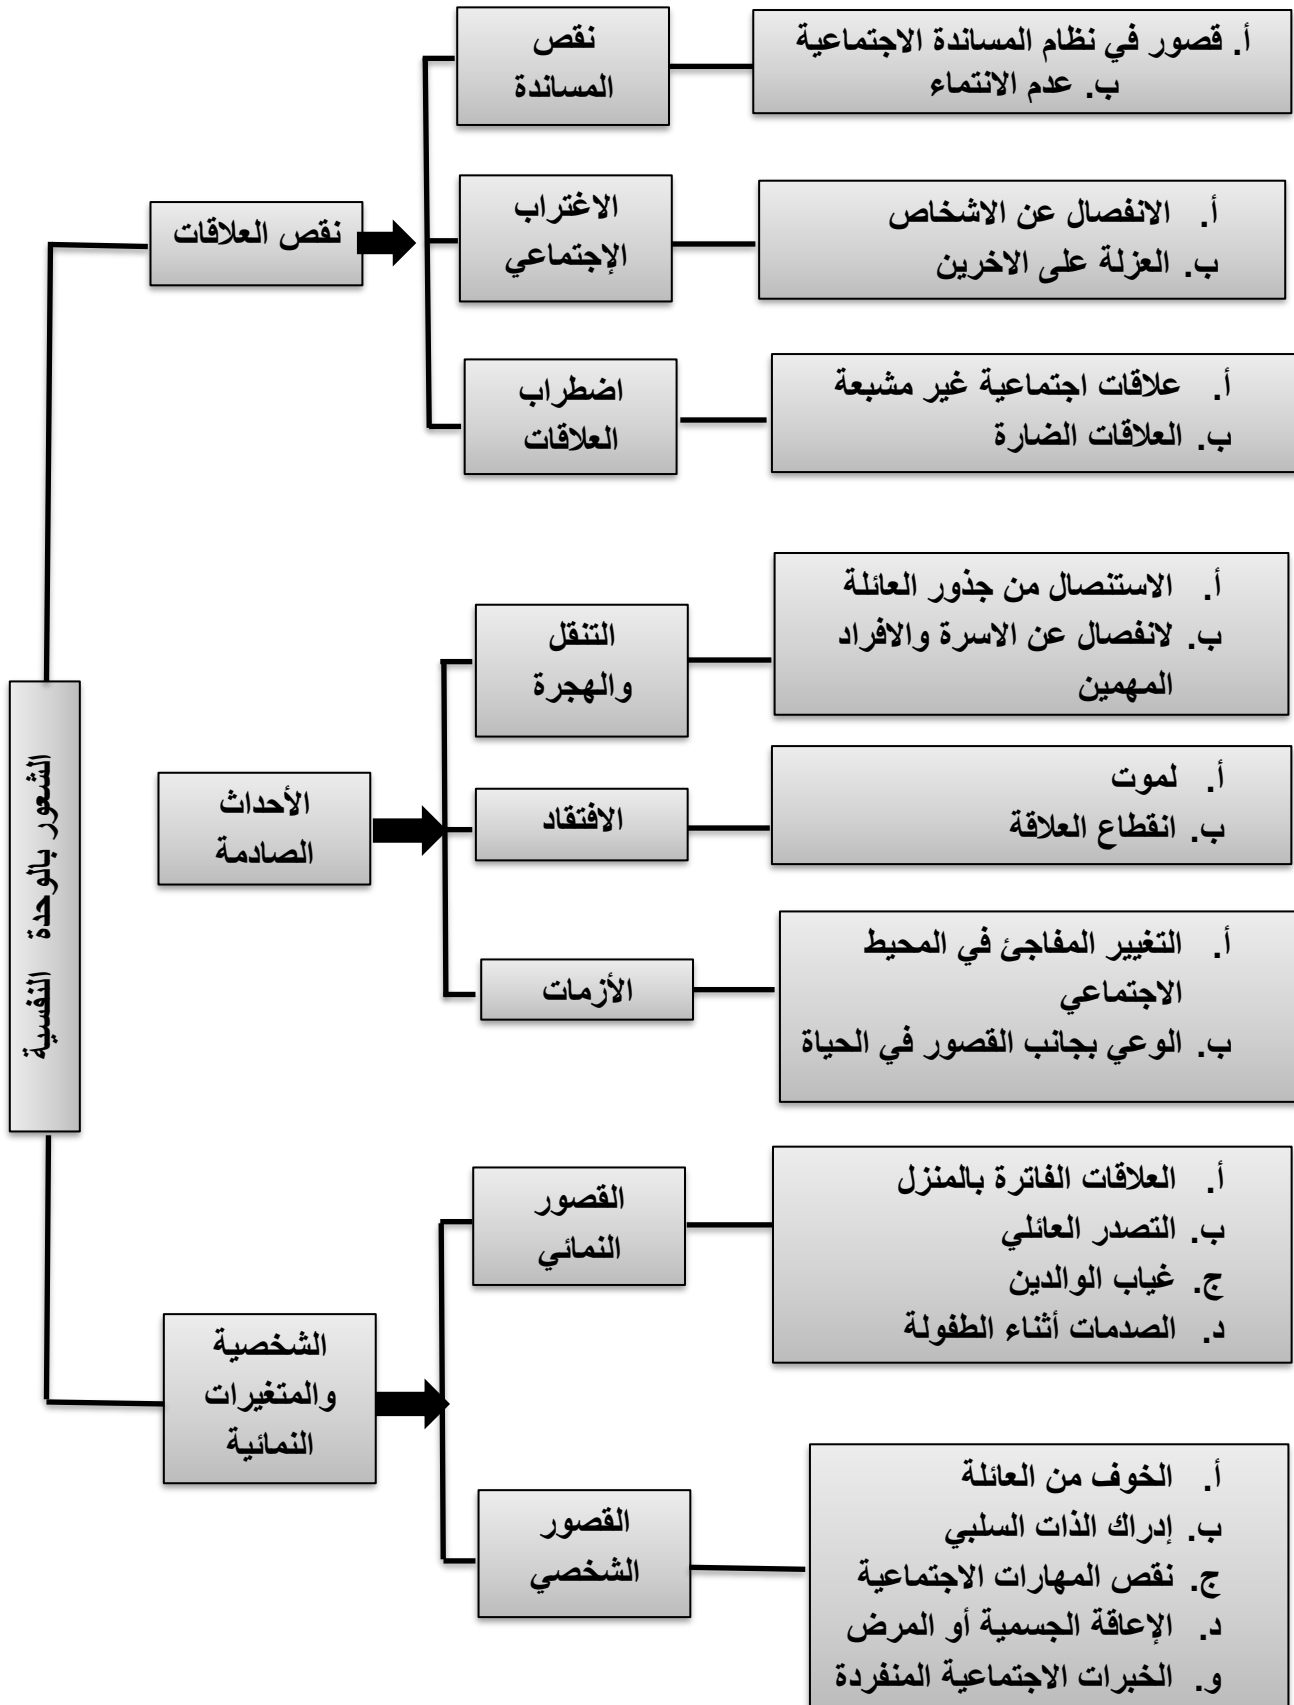 الشعور بالوحدة النفسية
نقص العلاقات
نقص
المساندة
أ. قصور في نظام المساندة الاجتماعية
ب. عدم الانتماء
الاغتراب
الإجتماعي
أ. الانفصال عن الاشخاص
ب. العزلة على الاخرين
اضطراب
العلاقات
أ. علاقات اجتماعية غير مشبعة
ب. العلاقات الضارة
الأحداث
الصادمة
التنقل
والهجرة
أ. الاستنصال من جذور العائلة
ب. لانفصال عن الاسرة والافراد
المهمين
الافتقاد
أ. لموت
ب. انقطاع العلاقة
الأزمات
أ. التغيير المفاجئ في المحيط
الاجتماعي
ب. الوعي بجانب القصور في الحياة
الشخصية
والمتغيرات
النمائية
القصور
النمائي
أ. العلاقات الفاترة بالمنزل
ب. التصدر العائلي
ج. غياب الوالدين
د. الصدمات أثناء الطفولة
القصور
الشخصي
أ. الخوف من العائلة
ب. إدراك الذات السلبي
ج. نقص المهارات الاجتماعية
د. الإعاقة الجسمية أو المرض
و. الخبرات الاجتماعية المنفردة